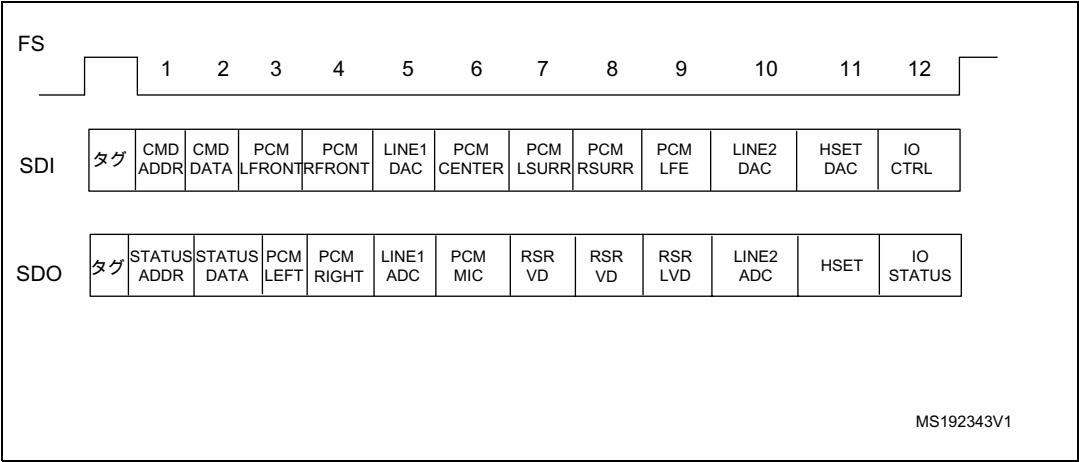 FS
1 2 3 4 5 6 7 8 9 10 11 12
SDI
タグ
CMD
ADDR
CMD
DATA
PCM
LFRONT
PCM
RFRONT
LINE1
DAC
PCM
CENTER
PCM
LSURR
PCM
RSURR
PCM
LFE
LINE2
DAC
HSET
DAC
IO
CTRL
SDO
タグ
STATUS
ADDR
STATUS
DATA
PCM
LEFT
PCM
RIGHT
LINE1
ADC
PCM
MIC
RSR
VD
RSR
VD
RSR
LVD
LINE2
ADC
HSET
IO
STATUS
MS192343V1